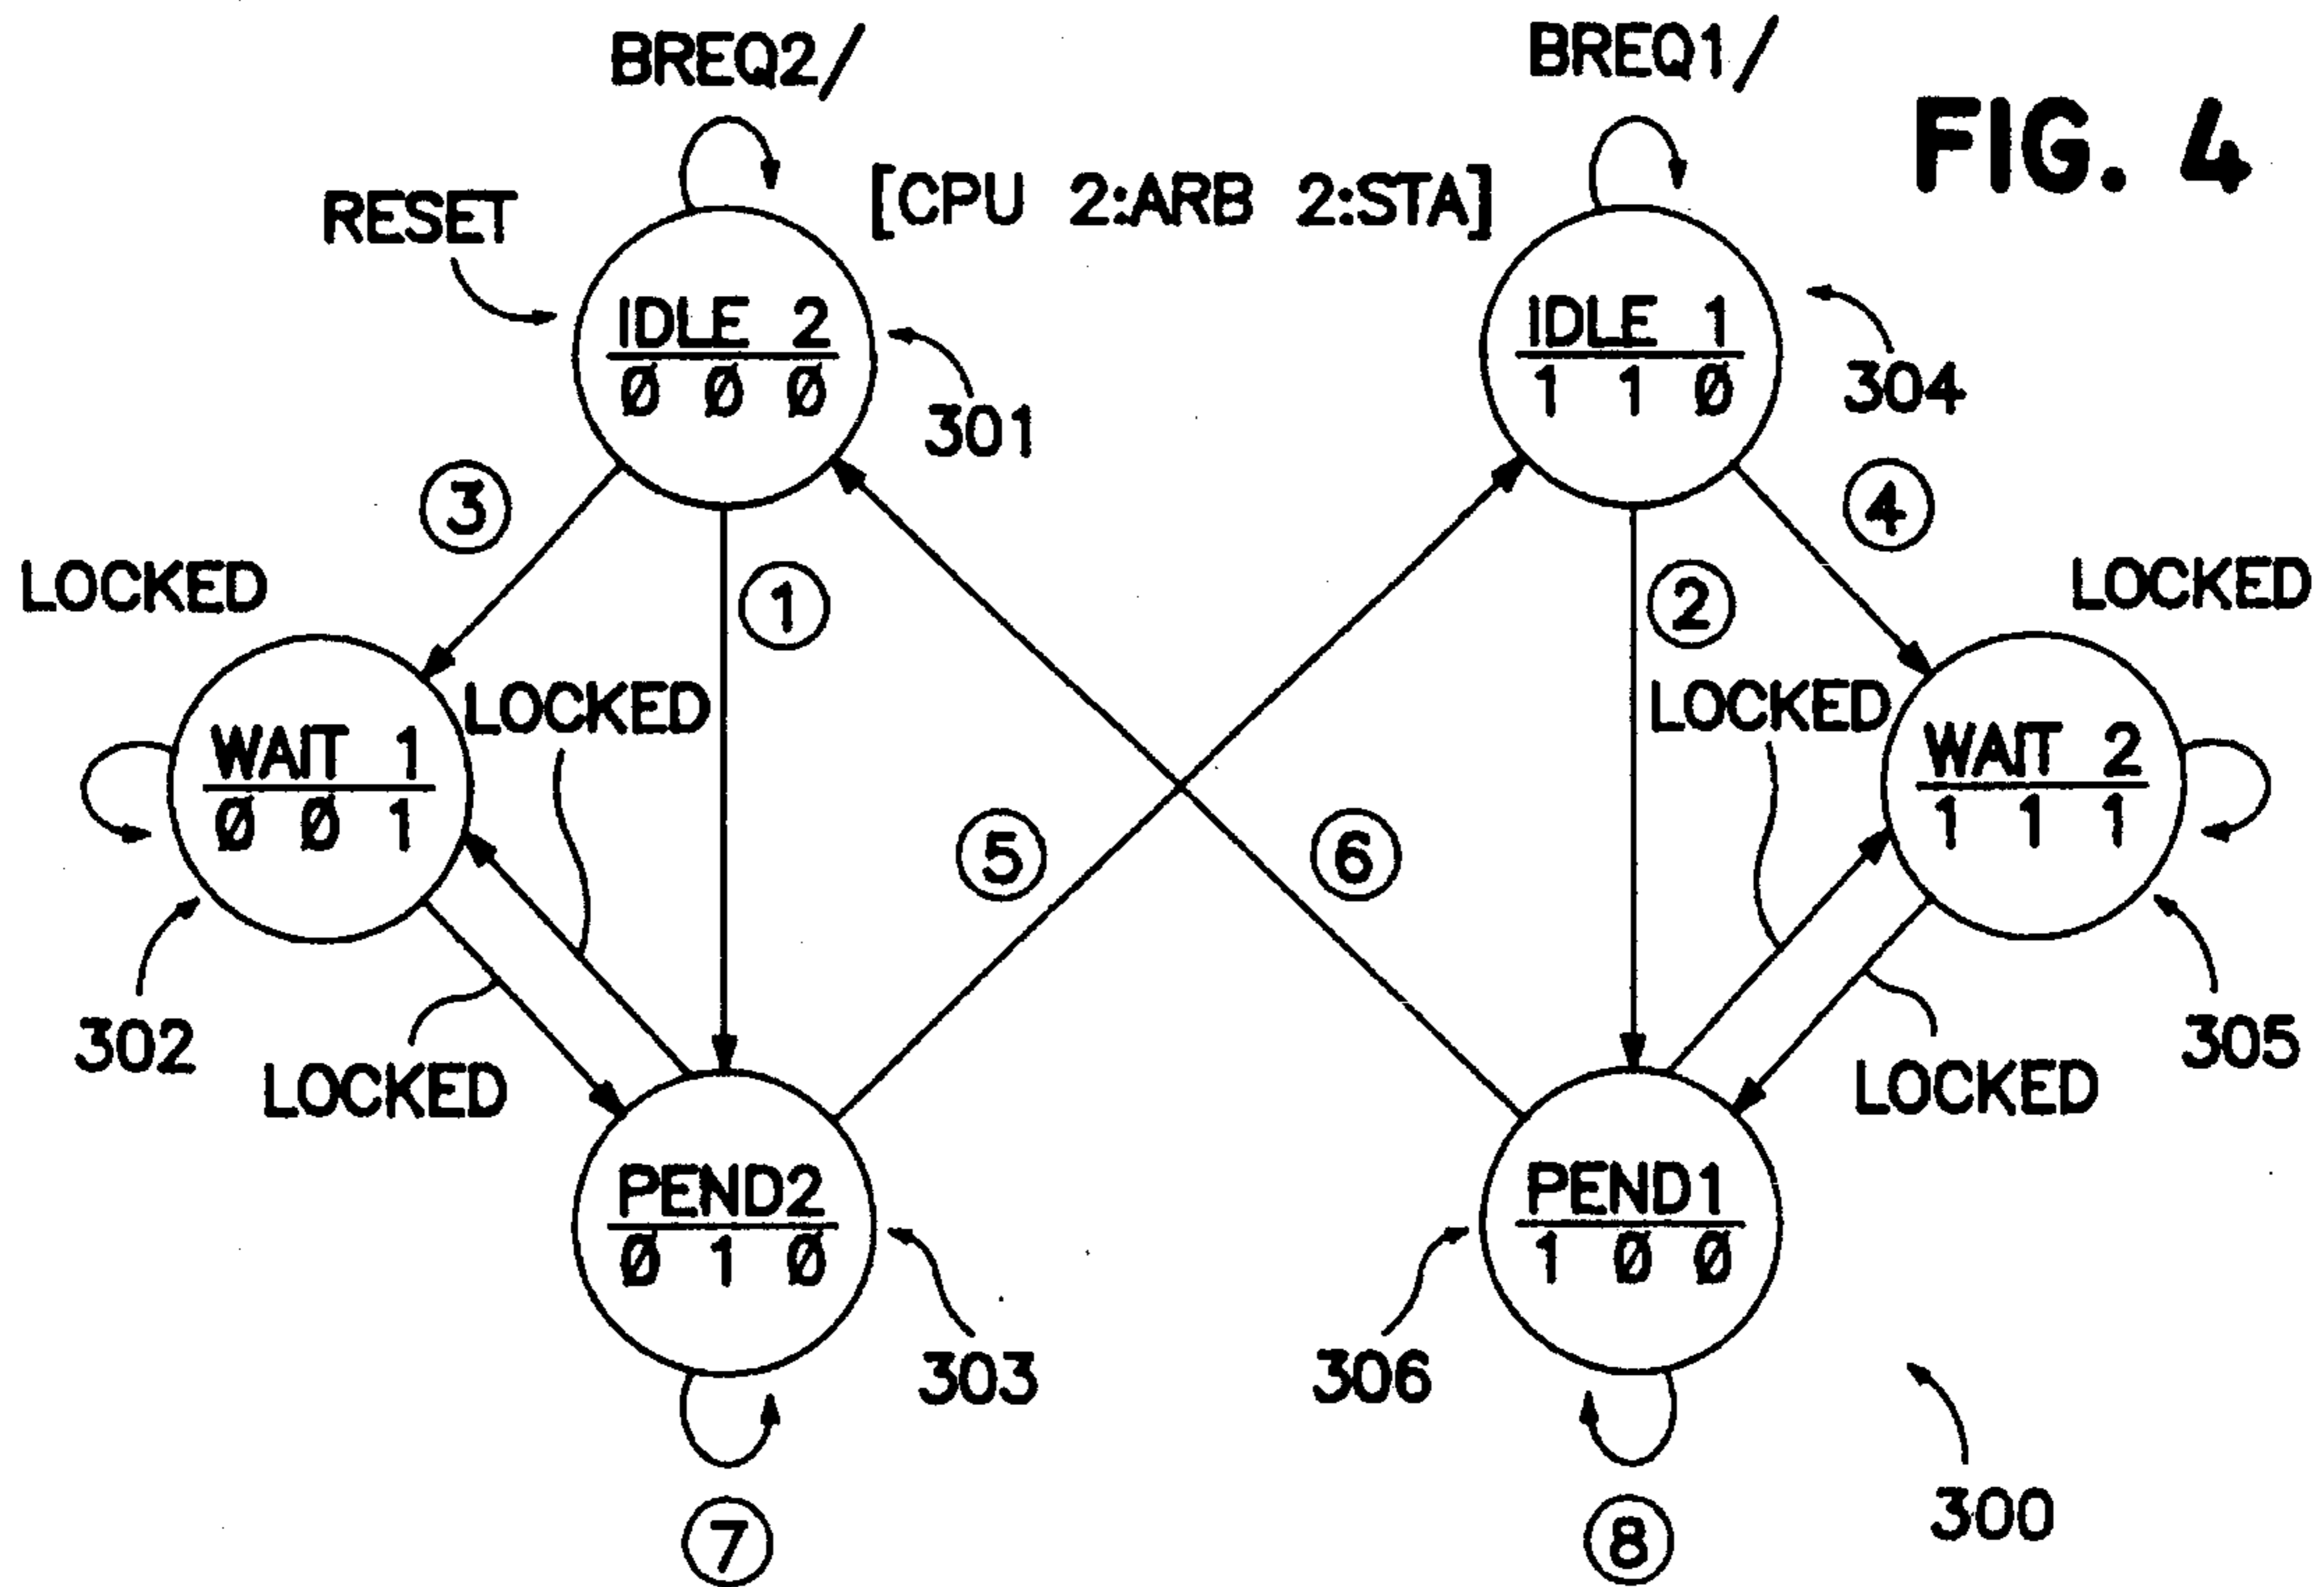 BREQ2/
BREQ1/
FIG. 4
RESET
[CPU 2:ARB 2:STA]
IDLE 2
Ø Ø Ø
301
IDLE 1
1 1 Ø
304
3
4
LOCKED
1
2
LOCKED
LOCKED
LOCKED
WAIT 1
Ø Ø 1
WAIT 2
1 1 1
5
6
302
305
LOCKED
LOCKED
PEND2
Ø 1 Ø
PEND1
1 Ø Ø
303
306
300
7
8